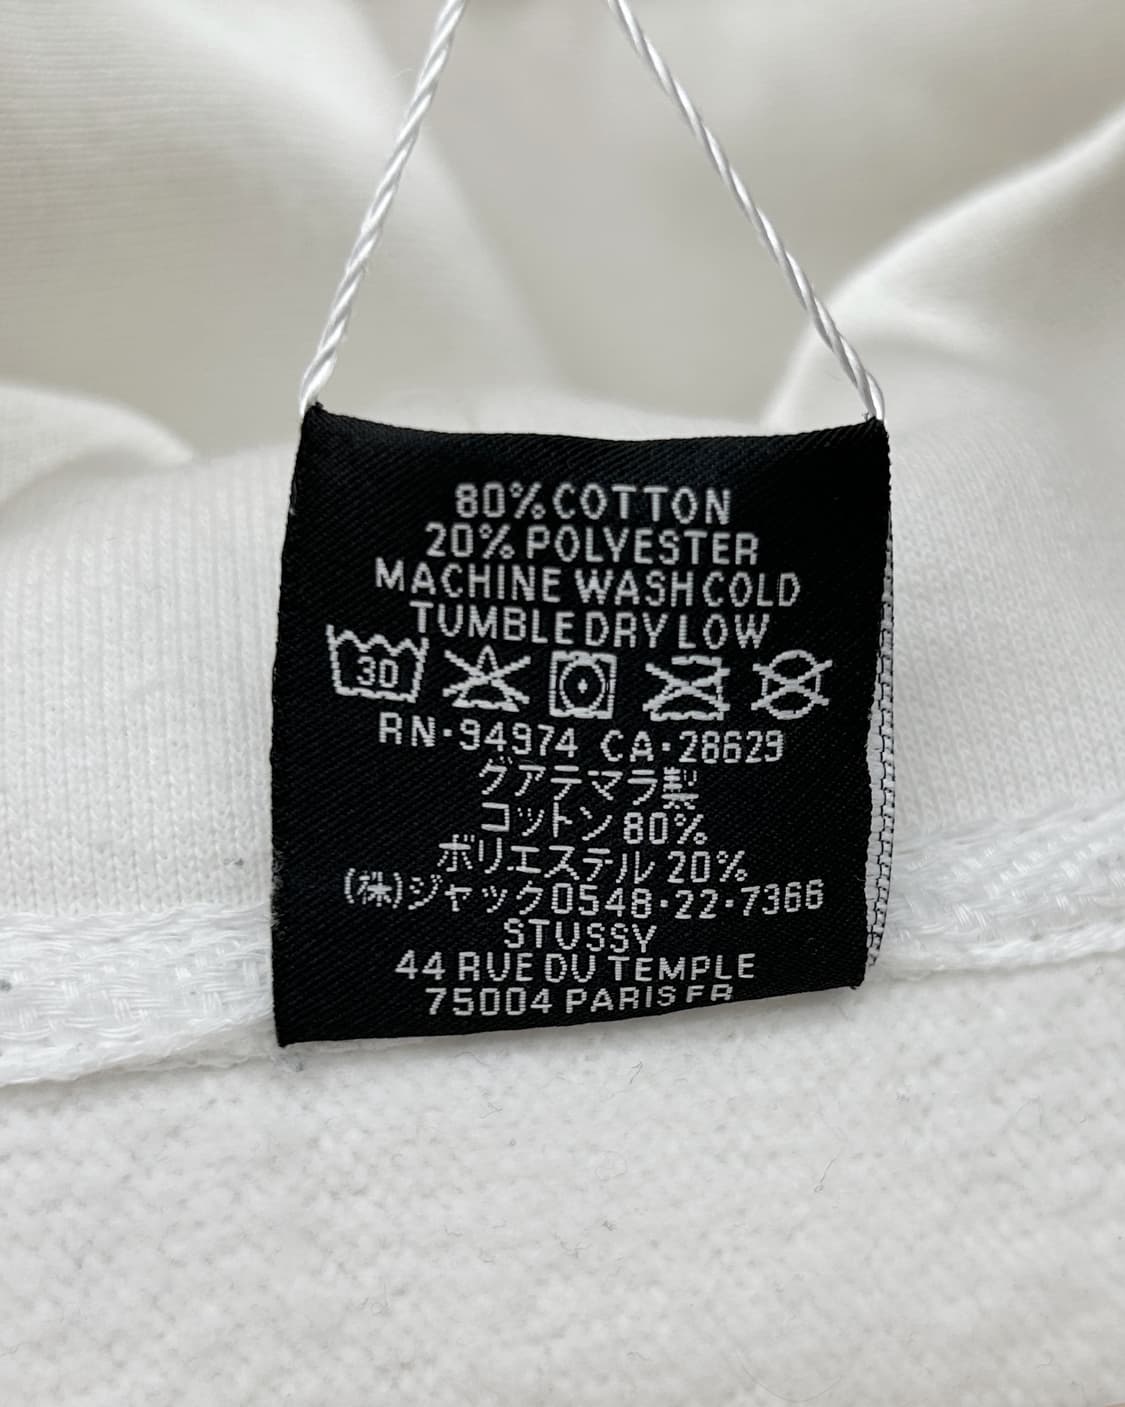 80% COTTON
20% POLYESTER
MACHINE WASH COLD
TUMBLE DRY LOW
30
RN·94974 CA·28629
グアテマラ製
コットン 80%
ポリエステル 20%
(株)ジャック0548·22·7366
STUSSY
44 RUE DU TEMPLE
75004 PARIS FR